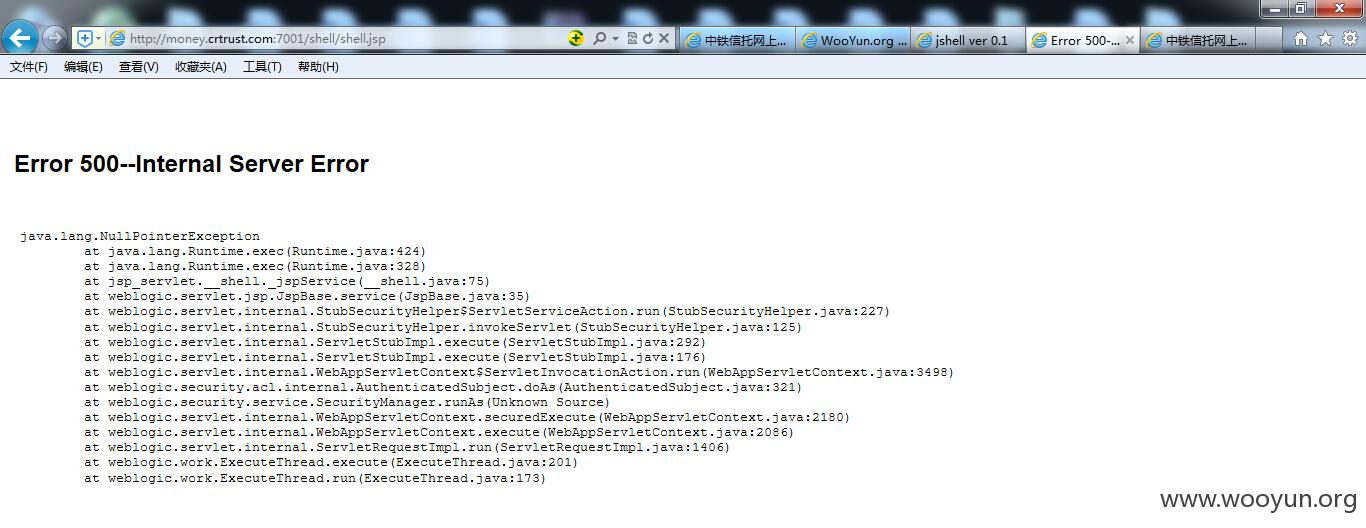 http://money.crtrust.com:7001/shell/shell.jsp
中铁信托网上...
WooYun.org ...
jshell ver 0.1
Error 500-...
中铁信托网上...
文件(F) 编辑(E) 查看(V) 收藏夹(A) 工具(T) 帮助(H)
Error 500--Internal Server Error
java.lang.NullPointerException
at java.lang.Runtime.exec(Runtime.java:424)
at java.lang.Runtime.exec(Runtime.java:328)
at jsp_servlet.__shell._jspService(__shell.java:75)
at weblogic.servlet.jsp.JspBase.service(JspBase.java:35)
at weblogic.servlet.internal.StubSecurityHelper$ServletServiceAction.run(StubSecurityHelper.java:227)
at weblogic.servlet.internal.StubSecurityHelper.invokeServlet(StubSecurityHelper.java:125)
at weblogic.servlet.internal.ServletStubImpl.execute(ServletStubImpl.java:292)
at weblogic.servlet.internal.ServletStubImpl.execute(ServletStubImpl.java:176)
at weblogic.servlet.internal.WebAppServletContext$ServletInvocationAction.run(WebAppServletContext.java:3498)
at weblogic.security.acl.internal.AuthenticatedSubject.doAs(AuthenticatedSubject.java:321)
at weblogic.security.service.SecurityManager.runAs(Unknown Source)
at weblogic.servlet.internal.WebAppServletContext.securedExecute(WebAppServletContext.java:2180)
at weblogic.servlet.internal.WebAppServletContext.execute(WebAppServletContext.java:2086)
at weblogic.servlet.internal.ServletRequestImpl.run(ServletRequestImpl.java:1406)
at weblogic.work.ExecuteThread.execute(ExecuteThread.java:201)
at weblogic.work.ExecuteThread.run(ExecuteThread.java:173)
www.wooyun.org